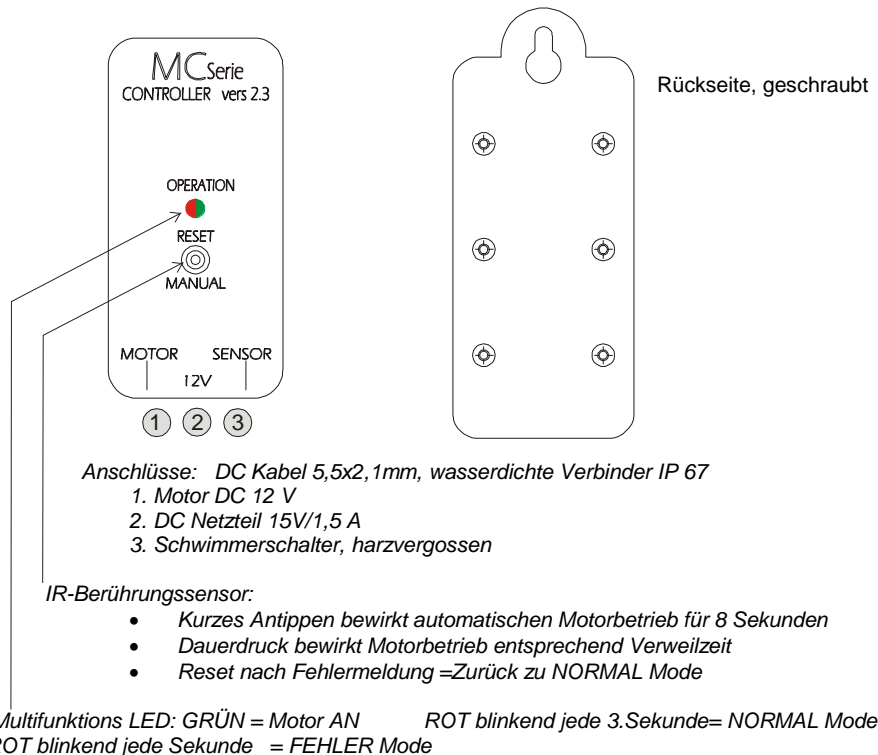 MCSerie
CONTROLLER vers 2.3
OPERATION
RESET
MANUAL
MOTOR SENSOR
12V
1 2 3
Rückseite, geschraubt
Anschlüsse: DC Kabel 5,5x2,1mm, wasserdichte Verbinder IP 67
1. Motor DC 12 V
2. DC Netzteil 15V/1,5 A
3. Schwimmerschalter, harzvergossen
IR-Berührungssensor:
• Kurzes Antippen bewirkt automatischen Motorbetrieb für 8 Sekunden
• Dauerdruck bewirkt Motorbetrieb entsprechend Verweilzeit
• Reset nach Fehlermeldung =Zurück zu NORMAL Mode
Multifunktions LED: GRÜN = Motor AN ROT blinkend jede 3.Sekunde= NORMAL Mode
ROT blinkend jede Sekunde = FEHLER Mode